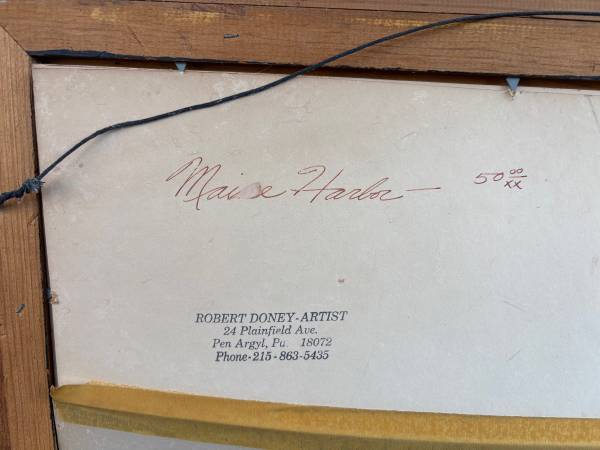 Maine Harbor — 50 00/xx
ROBERT DONEY-ARTIST
24 Plainfield Ave.
Pen Argyl, Pa. 18072
Phone-215-863-5435